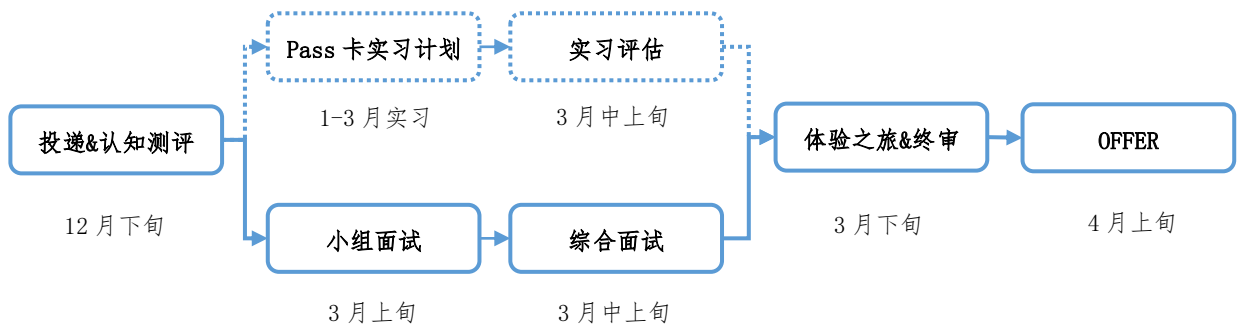 Pass 卡实习计划
实习评估
1-3 月实习
3 月中上旬
投递&认知测评
体验之旅&终审
OFFER
12 月下旬
小组面试
综合面试
3 月下旬
4 月上旬
3 月上旬
3 月中上旬